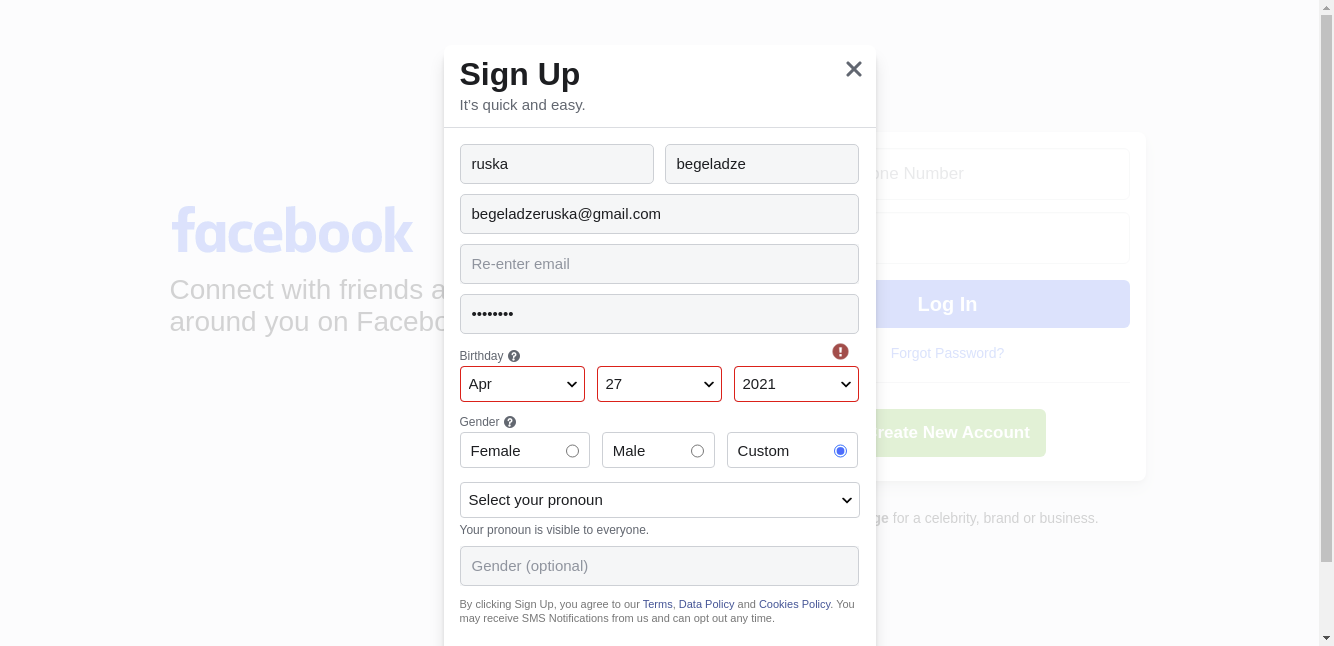 Sign Up
It's quick and easy.
ruska begeladze
begeladzeruska@gmail.com
Re-enter email
••••••••
Birthday
Apr 27 2021
Gender
Female Male Custom
Select your pronoun
Your pronoun is visible to everyone.
Gender (optional)
By clicking Sign Up, you agree to our Terms, Data Policy and Cookies Policy. You
may receive SMS Notifications from us and can opt out any time.
facebook
Connect with friends
around you on
Number
Log In
Forgot Password?
New Account
for a celebrity, brand or business.